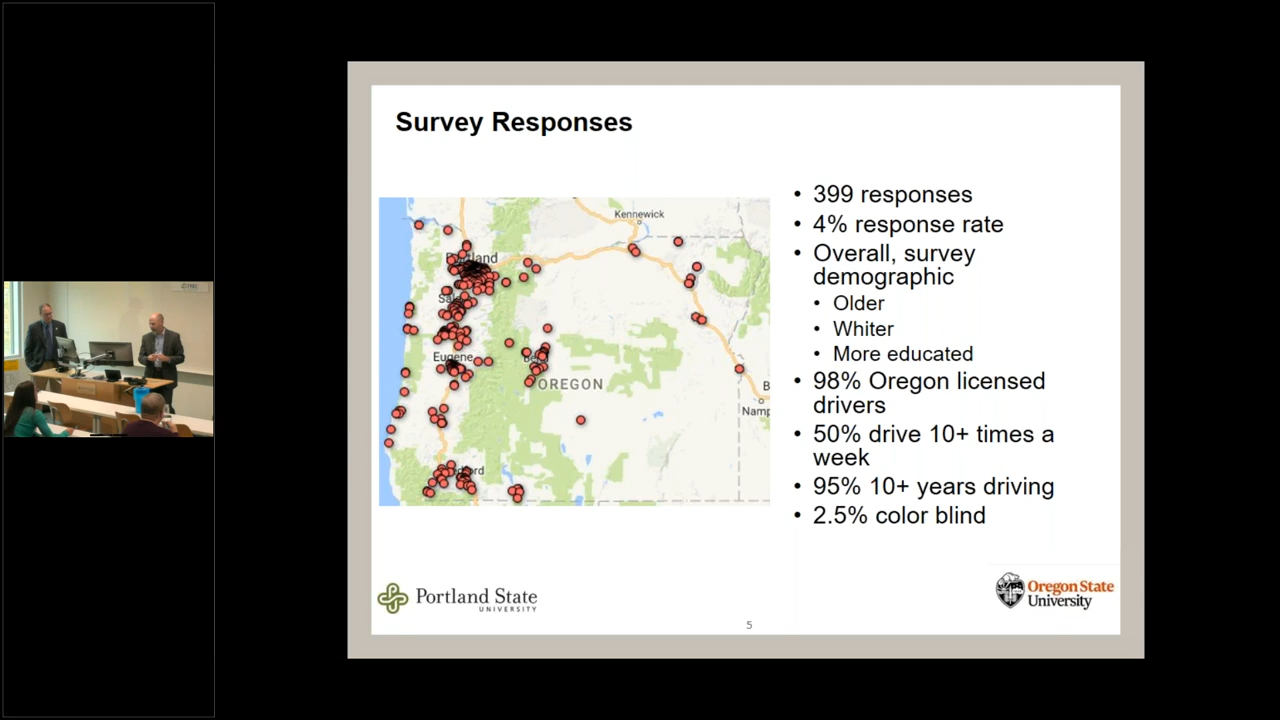 Survey Responses
Kennewick
Portland
Eugene
OREGON
Namp
• 399 responses
• 4% response rate
• Overall, survey
demographic
• Older
• Whiter
• More educated
• 98% Oregon licensed
drivers
• 50% drive 10+ times a
week
• 95% 10+ years driving
• 2.5% color blind
Portland State
UNIVERSITY
Oregon State
University
5